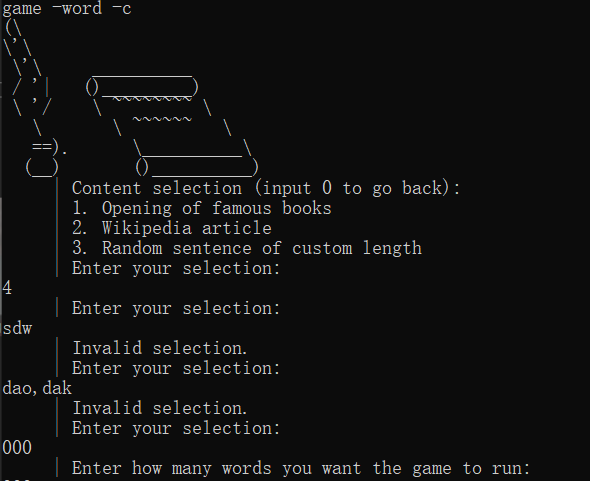 game -word -c
Content selection (input 0 to go back):
1. Opening of famous books
2. Wikipedia article
3. Random sentence of custom length
Enter your selection:
4
Enter your selection:
sdw
Invalid selection.
Enter your selection:
dao,dak
Invalid selection.
Enter your selection:
000
Enter how many words you want the game to run: